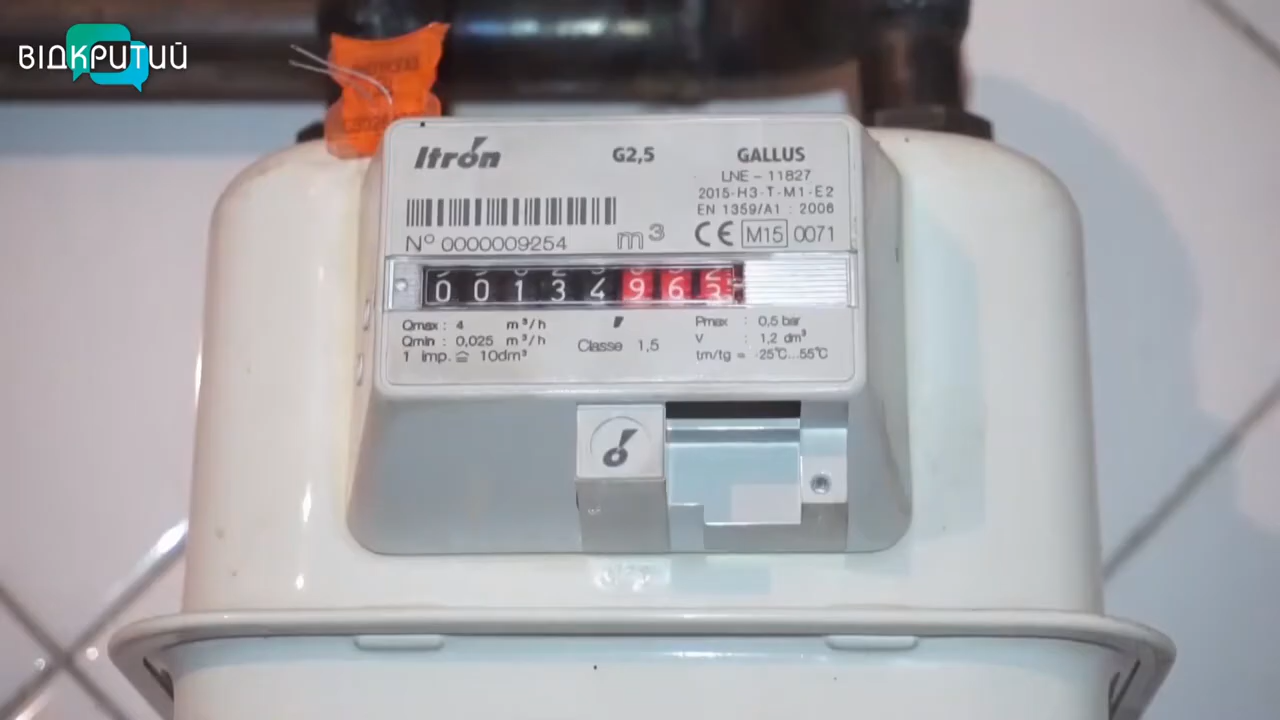 ВІДКРИТИЙ
Itrón G2,5 GALLUS
LNE - 11827
2015-H3-T-M1-E2
EN 1359/A1 : 2006
Nº 0000009254 m³ CE M15 0071
0 0 1 3 4 9 6
Qmax : 4 m³/h
Qmin : 0,025 m³/h
1 imp. ≙ 10dm³
Classe 1,5
Pmax : 0,5 bar
V : 1,2 dm³
tm/tg = -25°C...55°C